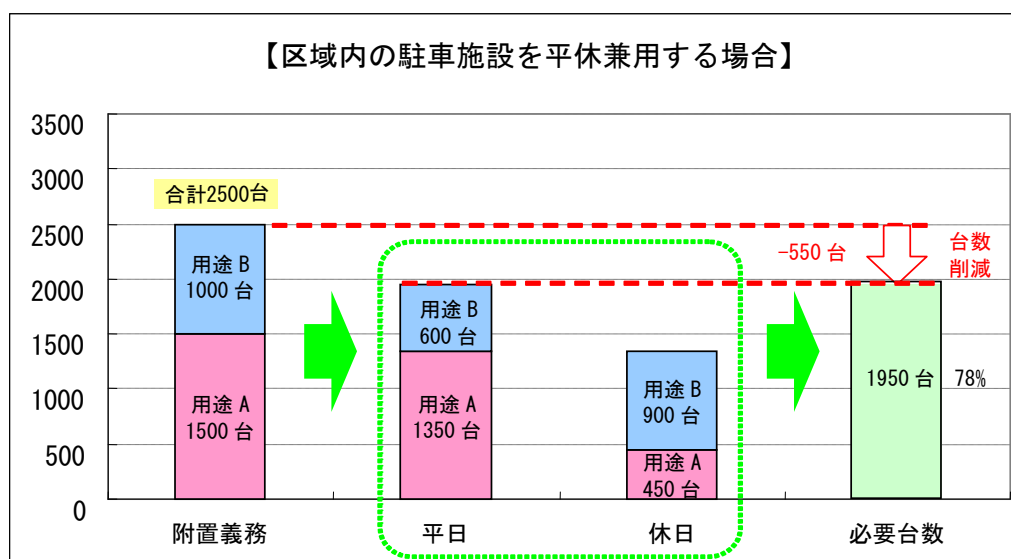 【区域内の駐車施設を平休兼用する場合】
3500
3000
2500
2000
1500
1000
500
0
合計2500台
用途 B
1000 台
用途 A
1500 台
用途 B
600 台
用途 A
1350 台
用途 B
900 台
用途 A
450 台
-550 台
台数
削減
1950 台
78%
附置義務
平日
休日
必要台数